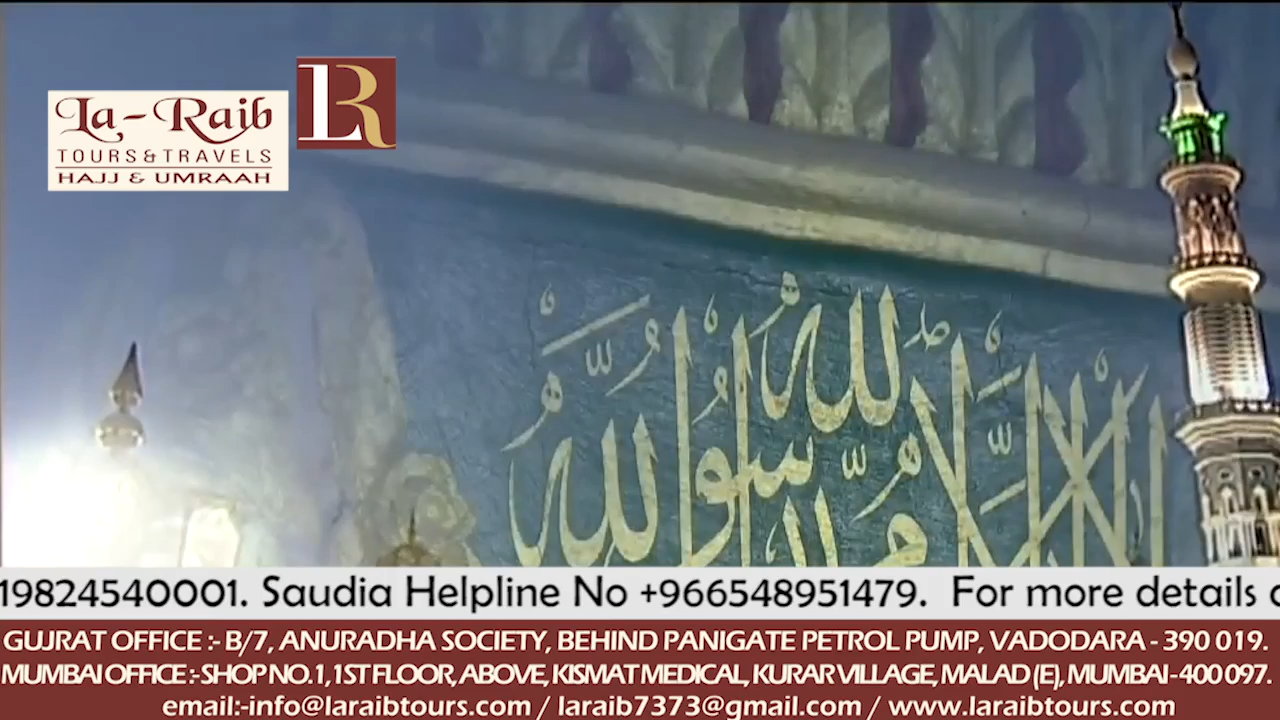 La-Raib
TOURS & TRAVELS
HAJJ & UMRAAH
LR
لا اله الا الله
محمد رسول الله
19824540001. Saudia Helpline No +966548951479. For more details
GUJRAT OFFICE :- B/7, ANURADHA SOCIETY, BEHIND PANIGATE PETROL PUMP, VADODARA - 390 019.
MUMBAI OFFICE :- SHOP NO. 1, 1ST FLOOR, ABOVE, KISMAT MEDICAL, KURAR VILLAGE, MALAD (E), MUMBAI - 400 097.
email:-info@laraibtours.com / laraib7373@gmail.com / www.laraibtours.com